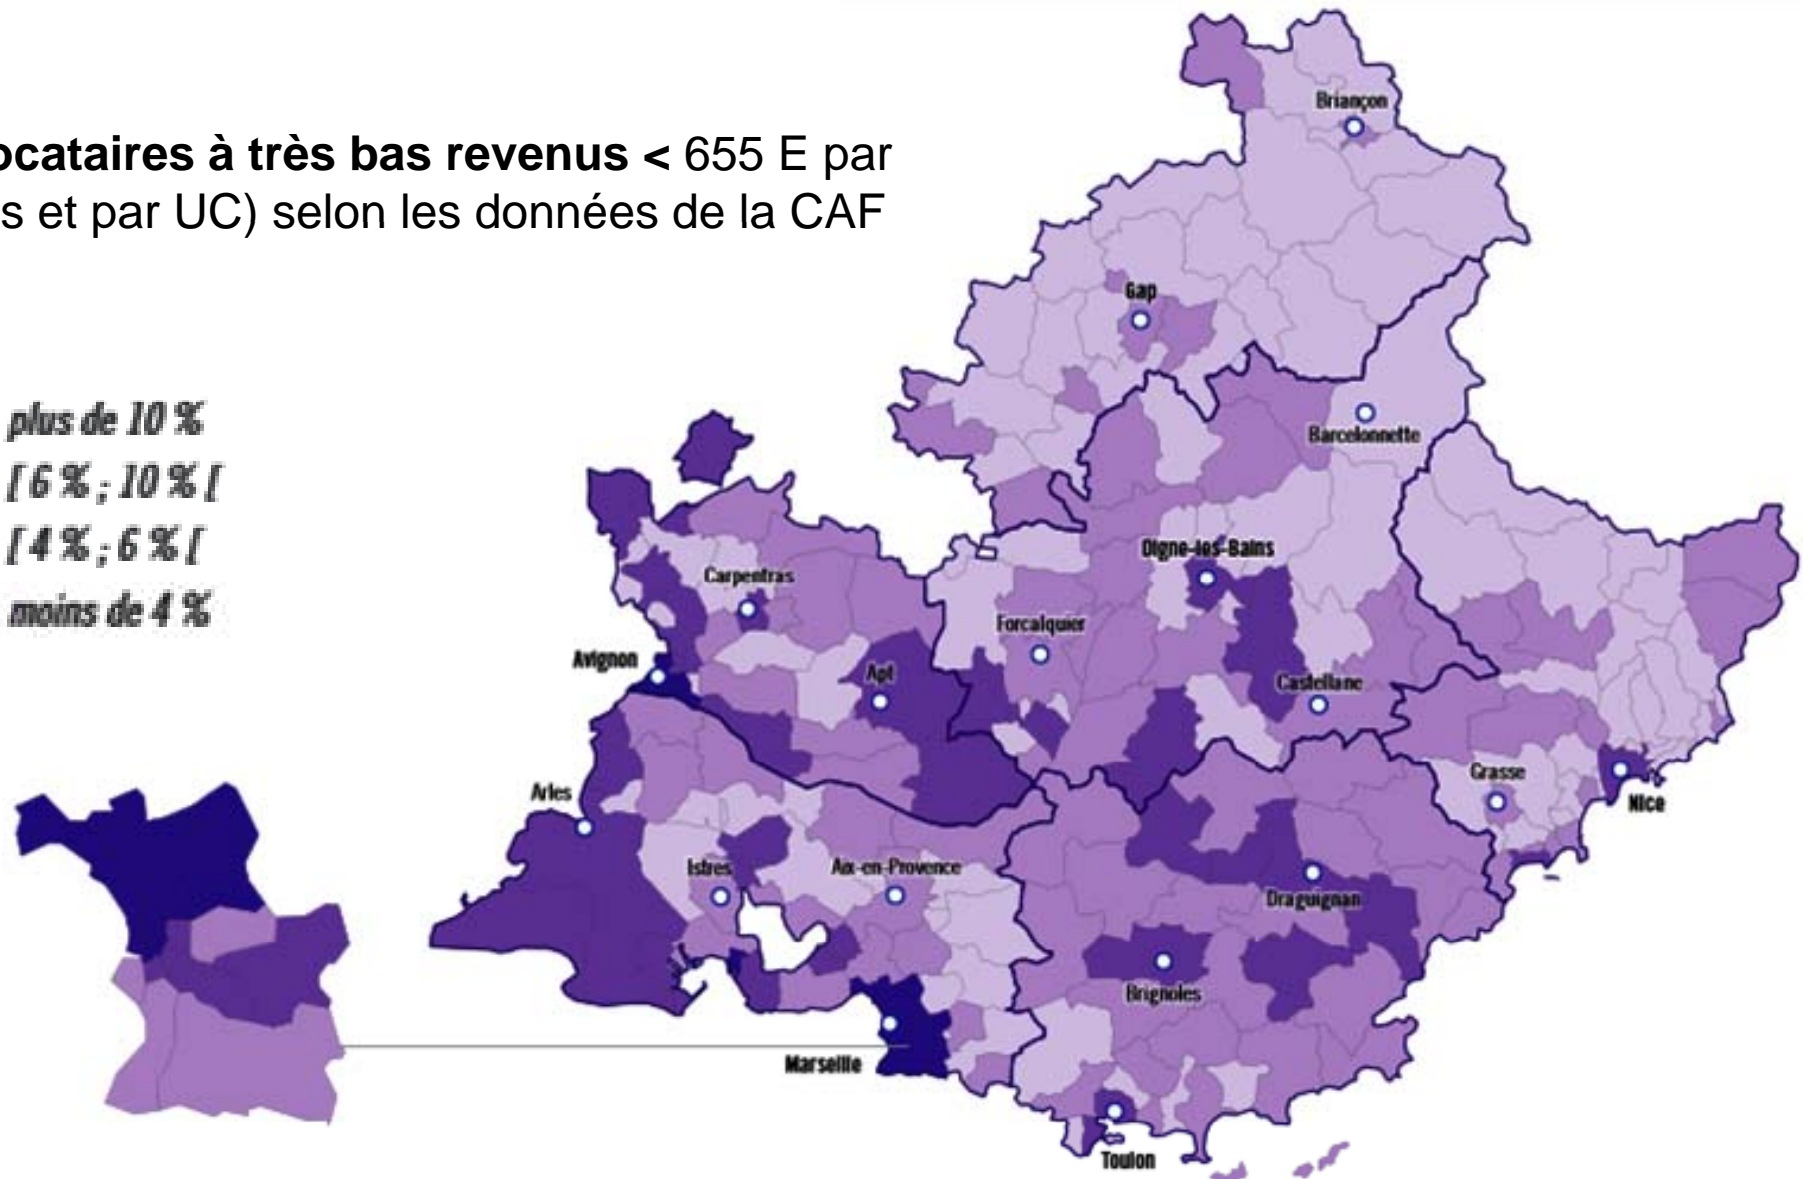 ocataires à très bas revenus < 655 E par
s et par UC) selon les données de la CAF
plus de 10 %
[ 6 % ; 10 % [
[ 4 % ; 6 % [
moins de 4 %
Briançon
Gap
Barcelonnette
Digne-les-Bains
Carpentras
Forcalquier
Avignon
Apt
Castellane
Grasse
Nice
Arles
Istres
Aix-en-Provence
Draguignan
Brignoles
Marseille
Toulon